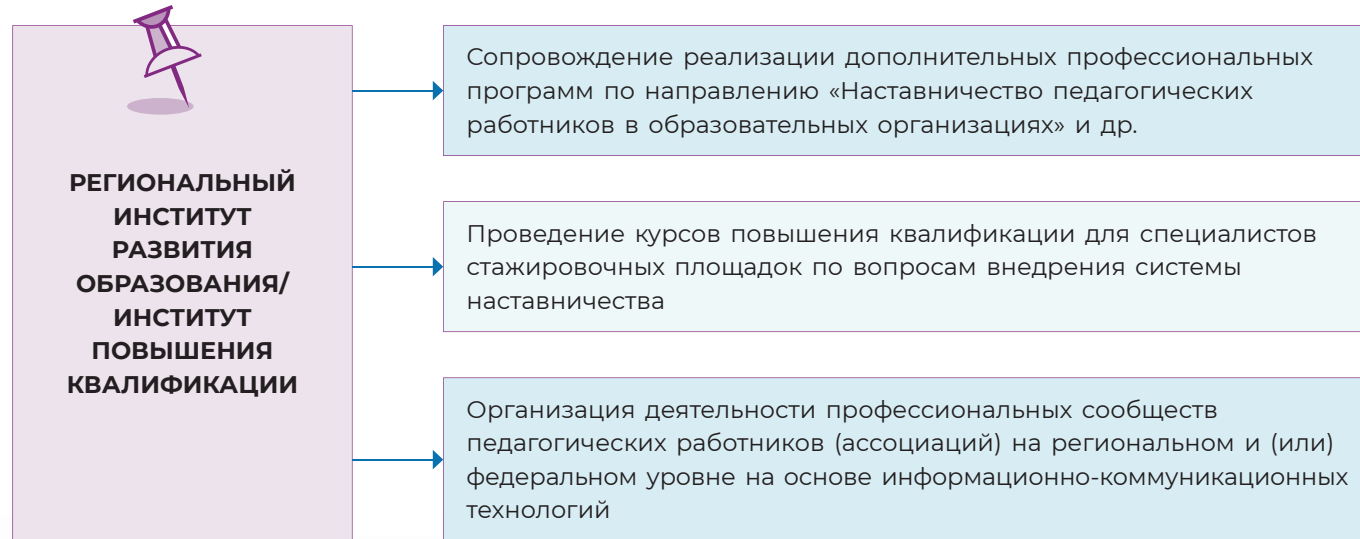 РЕГИОНАЛЬНЫЙ
ИНСТИТУТ
РАЗВИТИЯ
ОБРАЗОВАНИЯ/
ИНСТИТУТ
ПОВЫШЕНИЯ
КВАЛИФИКАЦИИ
Сопровождение реализации дополнительных профессиональных
программ по направлению «Наставничество педагогических
работников в образовательных организациях» и др.
Проведение курсов повышения квалификации для специалистов
стажировочных площадок по вопросам внедрения системы
наставничества
Организация деятельности профессиональных сообществ
педагогических работников (ассоциаций) на региональном и (или)
федеральном уровне на основе информационно-коммуникационных
технологий